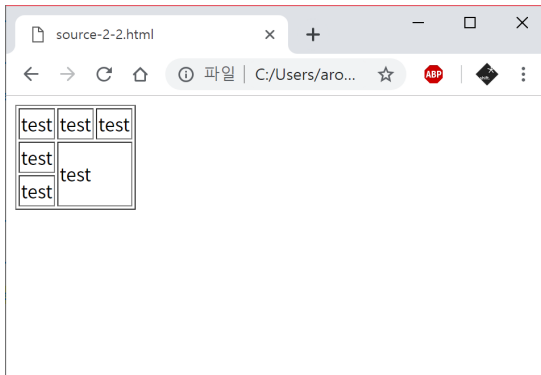 source-2-2.html
파일 C:/Users/aro...
ABP
test test test
test
test
test